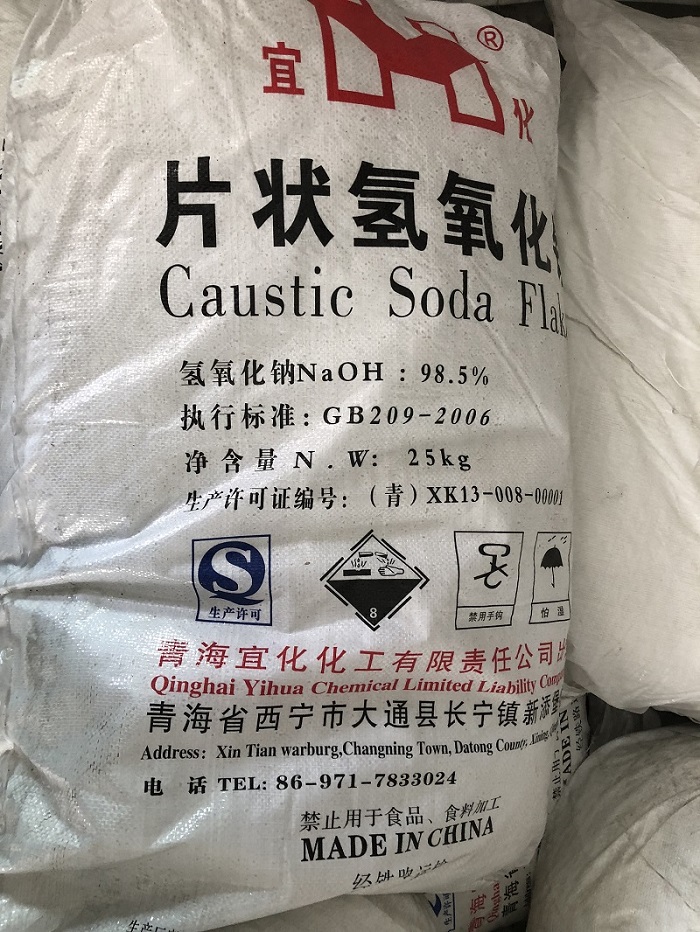 宜 ® 化
片状氢氧化
Caustic Soda
氢氧化钠NaOH : 98.5%
执行标准: GB209-2006
净含量 N.W: 25kg
生产许可证编号: (青) XK13-008-00001
S
生产许可
8
禁用手钩
怕湿
青海宜化化工有限责任公司
Qinghai Yihua Chemical Limited Liability
青海省西宁市大通县长宁镇新添堡
Address: Xin Tian warburg,Changning Town, Datong County, Xining,
电话 TEL: 86-971-7833024
禁止用于食品、食料加工
MADE IN CHINA